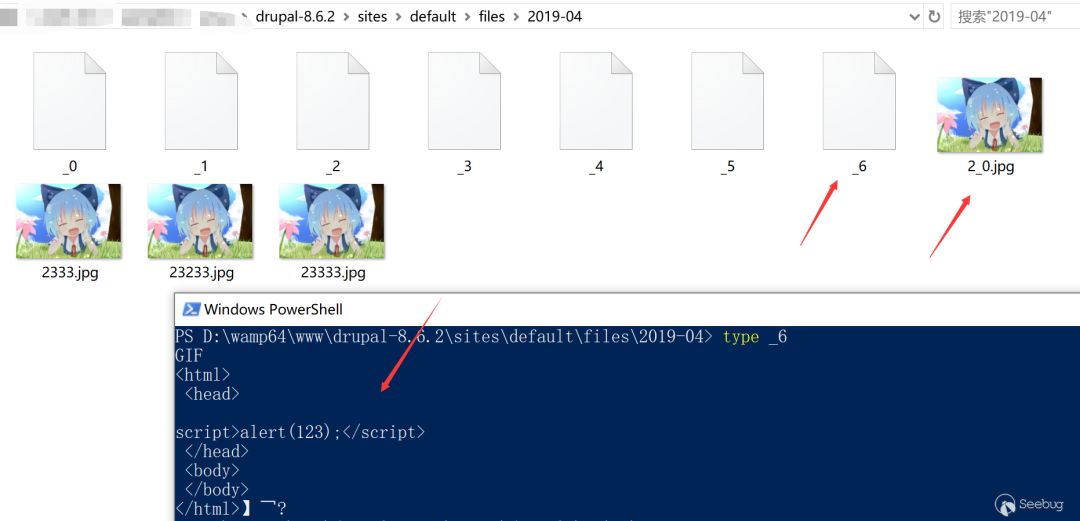 drupal-8.6.2 > sites > default > files > 2019-04 搜索"2019-04"
_0 _1 _2 _3 _4 _5 _6 2_0.jpg
2333.jpg 23233.jpg 23333.jpg
Windows PowerShell
PS D:\wamp64\www\drupal-8.6.2\sites\default\files\2019-04> type _6
GIF
<html>
<head>
script>alert(123);</script>
</head>
<body>
</body>
</html>】乛?
Seebug